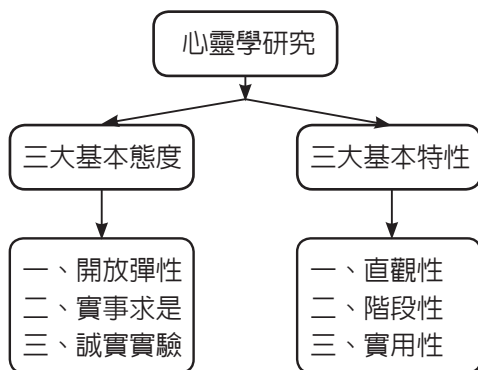 心靈學研究
三大基本態度
三大基本特性
一、開放彈性
二、實事求是
三、誠實實驗
一、直觀性
二、階段性
三、實用性